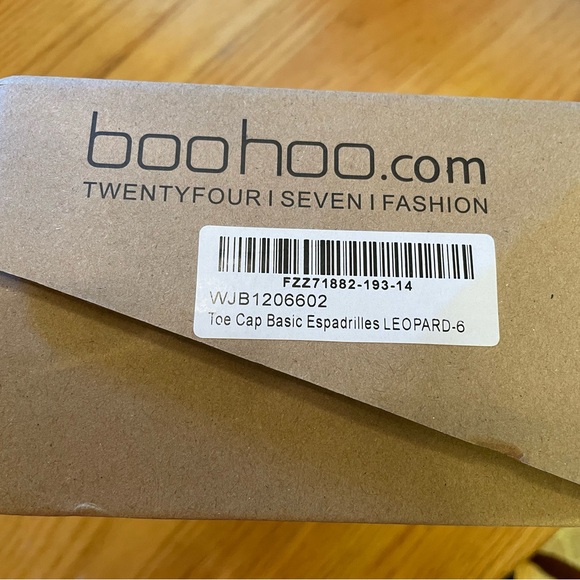 boohoo.com
TWENTYFOUR I SEVEN I FASHION
FZZ71882-193-14
WJB1206602
Toe Cap Basic Espadrilles LEOPARD-6